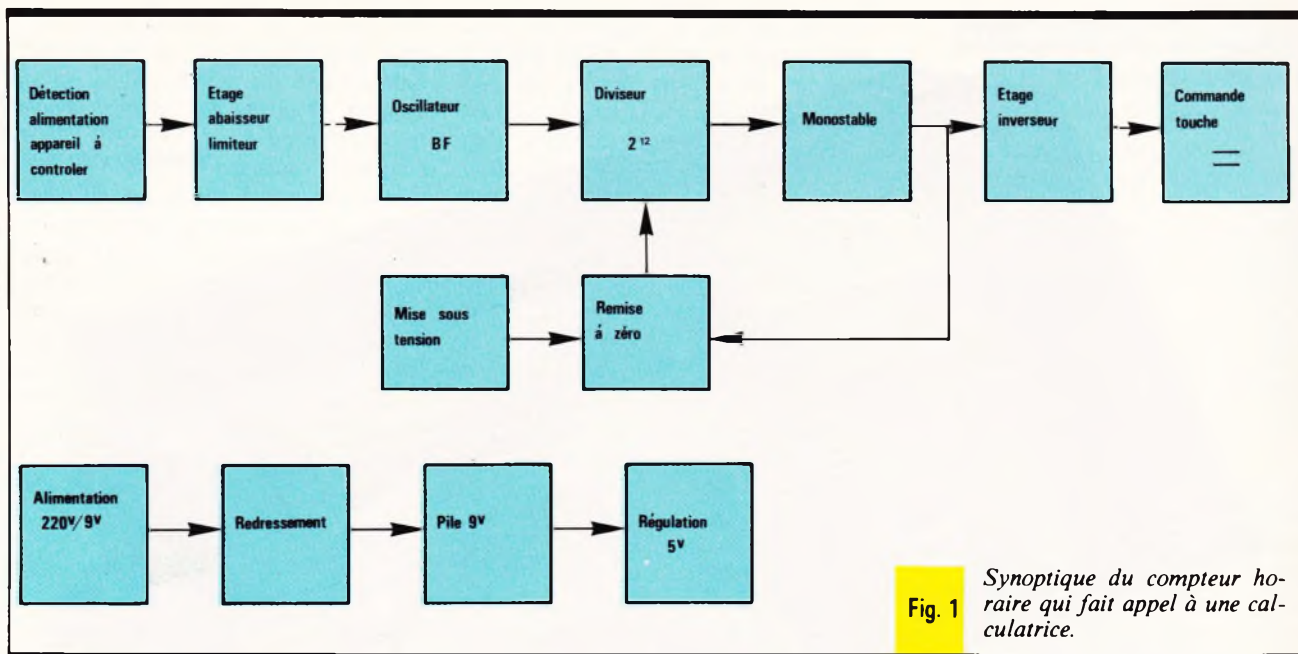 Détection
alimentation
appareil á
controler
Etage
abaisseur
limiteur
Oscillateur
BF
Diviseur
2¹²
Monostable
Etage
inverseur
Commande
touche
=
Mise sous
tension
Remise
á zéro
Alimentation
220V/9V
Redressement
Pile 9V
Régulation
5V
Fig. 1
Synoptique du compteur ho-
raire qui fait appel à une cal-
culatrice.